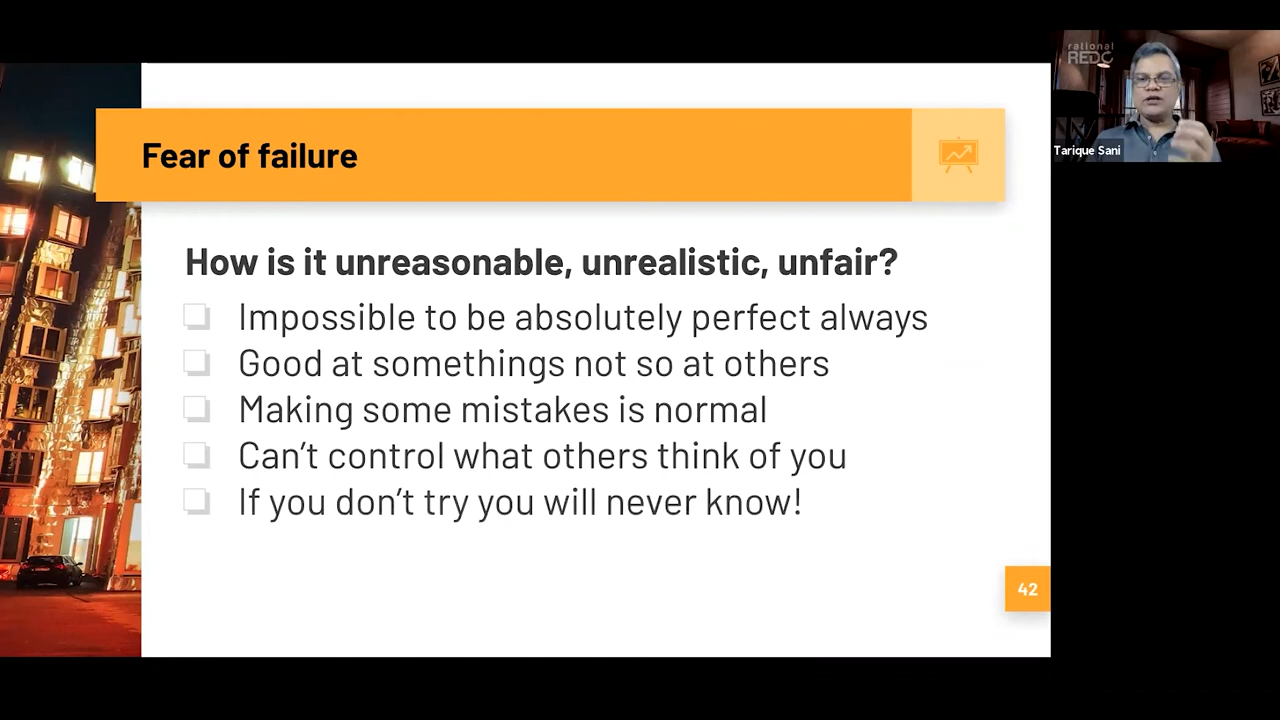 Fear of failure
How is it unreasonable, unrealistic, unfair?
Impossible to be absolutely perfect always
Good at somethings not so at others
Making some mistakes is normal
Can't control what others think of you
If you don't try you will never know!
42
rational
REDC
Tarique Sani